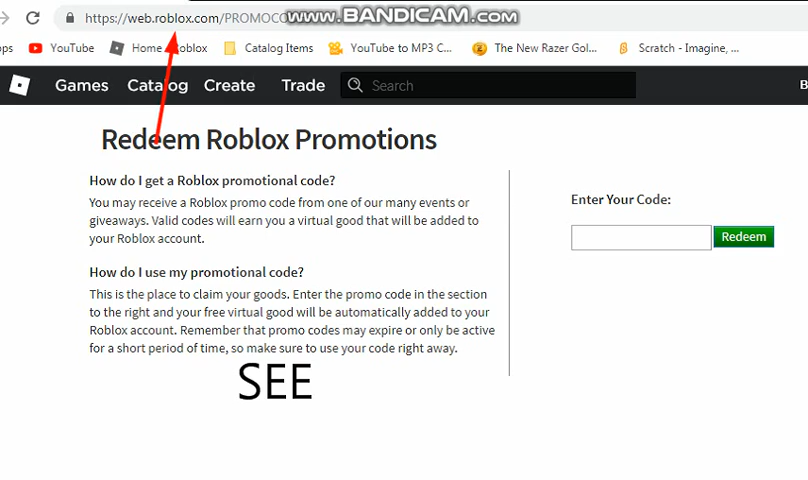 https://web.roblox.com/PROMOCO
www.BANDICAM.com
YouTube
Home
Catalog Items
YouTube to MP3 C...
The New Razer Gol...
Scratch - Imagine, ...
Games
Catalog
Create
Trade
Search
Redeem Roblox Promotions
How do I get a Roblox promotional code?
You may receive a Roblox promo code from one of our many events or
giveaways. Valid codes will earn you a virtual good that will be added to
your Roblox account.
How do I use my promotional code?
This is the place to claim your goods. Enter the promo code in the section
to the right and your free virtual good will be automatically added to your
Roblox account. Remember that promo codes may expire or only be active
for a short period of time, so make sure to use your code right away.
Enter Your Code:
Redeem
SEE